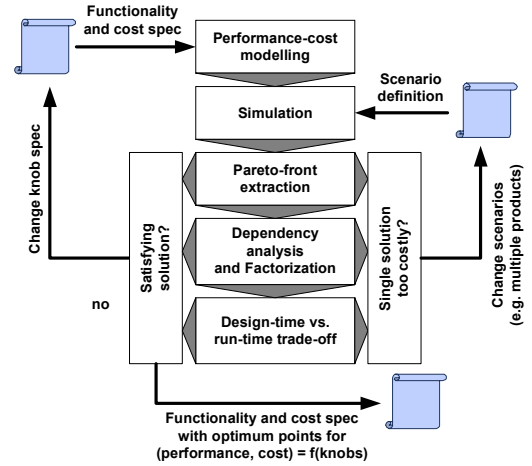 Functionality
and cost spec
Performance-cost
modelling
Simulation
Scenario
definition
Change knob spec
Satisfying
solution?
Pareto-front
extraction
Dependency
analysis
and Factorization
Design-time vs.
run-time trade-off
Single solution
too costly?
Change scenarios
(e.g. multiple products)
no
Functionality and cost spec
with optimum points for
(performance, cost) = f(knobs)